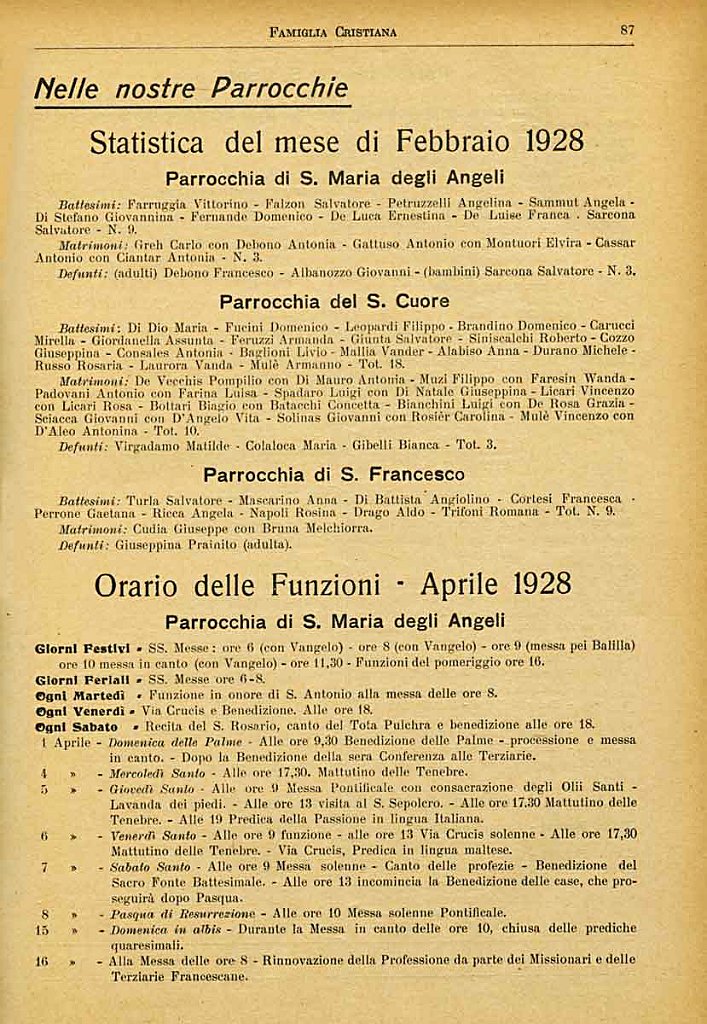 FAMIGLIA CRISTIANA 87
Nelle nostre Parrocchie
Statistica del mese di Febbraio 1928
Parrocchia di S. Maria degli Angeli
Battesimi: Farruggia Vittorino - Falzon Salvatore - Petruzzelli Angelina - Sammut Angela -
Di Stefano Giovannina - Fernande Domenico - De Luca Ernestina - De Luise Franca . Sarcona
Salvatore - N. 9.
Matrimoni: Greh Carlo con Debono Antonia - Gattuso Antonio con Montuori Elvira - Cassar
Antonio con Ciantar Antonia - N. 3.
Defunti: (adulti) Debono Francesco - Albanozzo Giovanni - (bambini) Sarcona Salvatore - N. 3.
Parrocchia del S. Cuore
Battesimi: Di Dio Maria - Fucini Domenico - Leopardi Filippo - Brandino Domenico - Carucci
Mirella - Giordanella Assunta - Feruzzi Armanda - Giunta Salvatore - Siniscalchi Roberto - Cozzo
Giuseppina - Consales Antonia - Baglioni Livio - Mallia Vander - Alabiso Anna - Durano Michele -
Russo Rosaria - Laurora Vanda - Mulè Armanno - Tot. 18.
Matrimoni: De Vecchis Pompilio con Di Mauro Antonia - Muzi Filippo con Faresin Wanda -
Padovani Antonio con Farina Luisa - Spadaro Luigi con Di Natale Giuseppina - Licari Vincenzo
con Licari Rosa - Bottari Biagio con Batacchi Concetta - Bianchini Luigi con De Rosa Grazia -
Sciacca Giovanni con D'Angelo Vita - Solinas Giovanni con Rosièr Carolina - Mulè Vincenzo con
D'Aleo Antonina - Tot. 10.
Defunti: Virgadamo Matilde - Colaloca Maria - Gibelli Bianca - Tot. 3.
Parrocchia di S. Francesco
Battesimi: Turla Salvatore - Mascarino Anna - Di Battista Angiolino - Cortesi Francesca -
Perrone Gaetana - Ricca Angela - Napoli Rosina - Drago Aldo - Trifoni Romana - Tot. N. 9.
Matrimoni: Cudia Giuseppe con Bruna Melchiorra.
Defunti: Giuseppina Prainito (adulta).
Orario delle Funzioni - Aprile 1928
Parrocchia di S. Maria degli Angeli
Giorni Festivi - SS. Messe: ore 6 (con Vangelo) - ore 8 (con Vangelo) - ore 9 (messa pei Balilla)
ore 10 messa in canto (con Vangelo) - ore 11,30 - Funzioni del pomeriggio ore 16.
Giorni Feriali - SS. Messe ore 6-8.
Ogni Martedì - Funzione in onore di S. Antonio alla messa delle ore 8.
Ogni Venerdì - Via Crucis e Benedizione. Alle ore 18.
Ogni Sabato - Recita del S. Rosario, canto del Tota Pulchra e benedizione alle ore 18.
1 Aprile - Domenica delle Palme - Alle ore 9,30 Benedizione delle Palme - processione e messa
in canto. - Dopo la Benedizione della sera Conferenza alle Terziarie.
4 » - Mercoledì Santo - Alle ore 17,30. Mattutino delle Tenebre.
5 » - Giovedì Santo - Alle ore 9 Messa Pontificale con consacrazione degli Olii Santi -
Lavanda dei piedi. - Alle ore 13 visita al S. Sepolcro. - Alle ore 17.30 Mattutino delle
Tenebre. - Alle 19 Predica della Passione in lingua Italiana.
6 » - Venerdì Santo - Alle ore 9 funzione - alle ore 13 Via Crucis solenne - Alle ore 17,30
Mattutino delle Tenebre. - Via Crucis, Predica in lingua maltese.
7 » - Sabato Santo - Alle ore 9 Messa solenne - Canto delle profezie - Benedizione del
Sacro Fonte Battesimale. - Alle ore 13 incomincia la Benedizione delle case, che pro-
seguirà dopo Pasqua.
8 » - Pasqua di Resurrezione - Alle ore 10 Messa solenne Pontificale.
15 » - Domenica in albis - Durante la Messa in canto delle ore 10, chiusa delle prediche
quaresimali.
16 » - Alla Messa delle ore 8 - Rinnovazione della Professione da parte dei Missionari e delle
Terziarie Francescane.